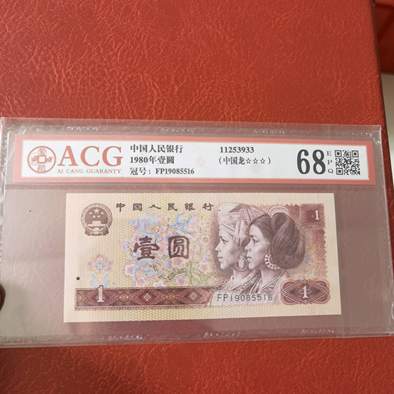 ACG
AI CANG GUARANTY
中国人民银行
1980年壹圆
冠号：FP19085516
11253933
（中国龙☆☆☆）
68 EPQ
中国人民银行
1
壹圆
FP19085516
1
1